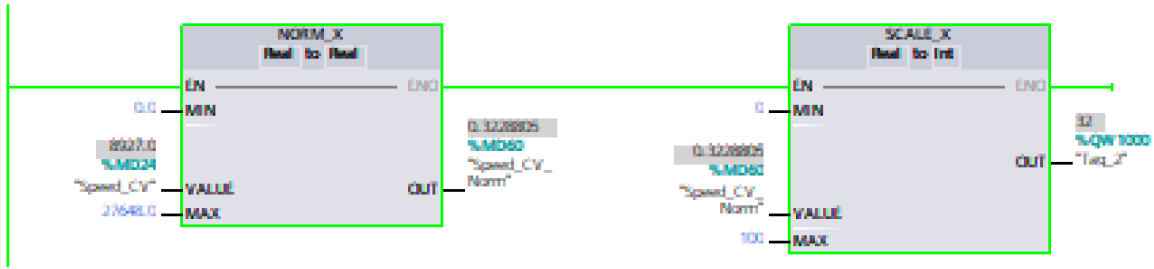 NORM_X
Real to Real
EN
ENO
0.0
MIN
8927.0
%MD24
"Speed_CV"
VALUE
27648.0
MAX
0.3228805
%MD60
"Speed_CV_
Norm"
OUT
SCALE_X
Real to Int
EN
ENO
0
MIN
0.3228805
%MD60
"Speed_CV_
Norm"
VALUE
100
MAX
32
%QW1000
"Tag_2"
OUT